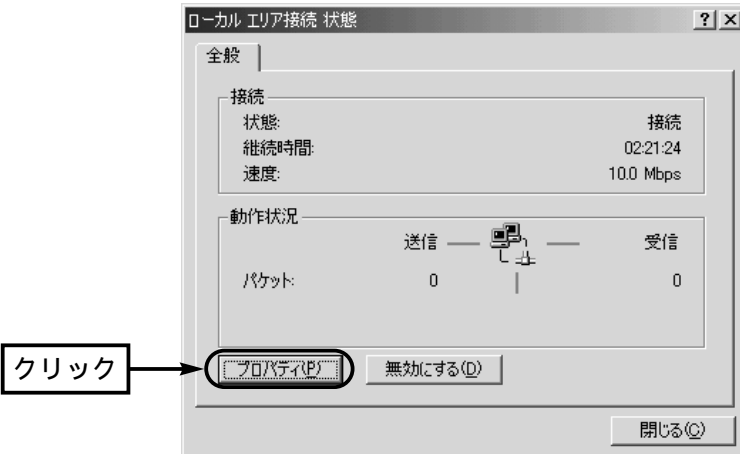 ローカル エリア接続 状態
全般
接続
状態: 接続
継続時間: 02:21:24
速度: 10.0 Mbps
動作状況
送信 受信
パケット: 0 0
クリック
プロパティ(P) 無効にする(D)
閉じる(C)